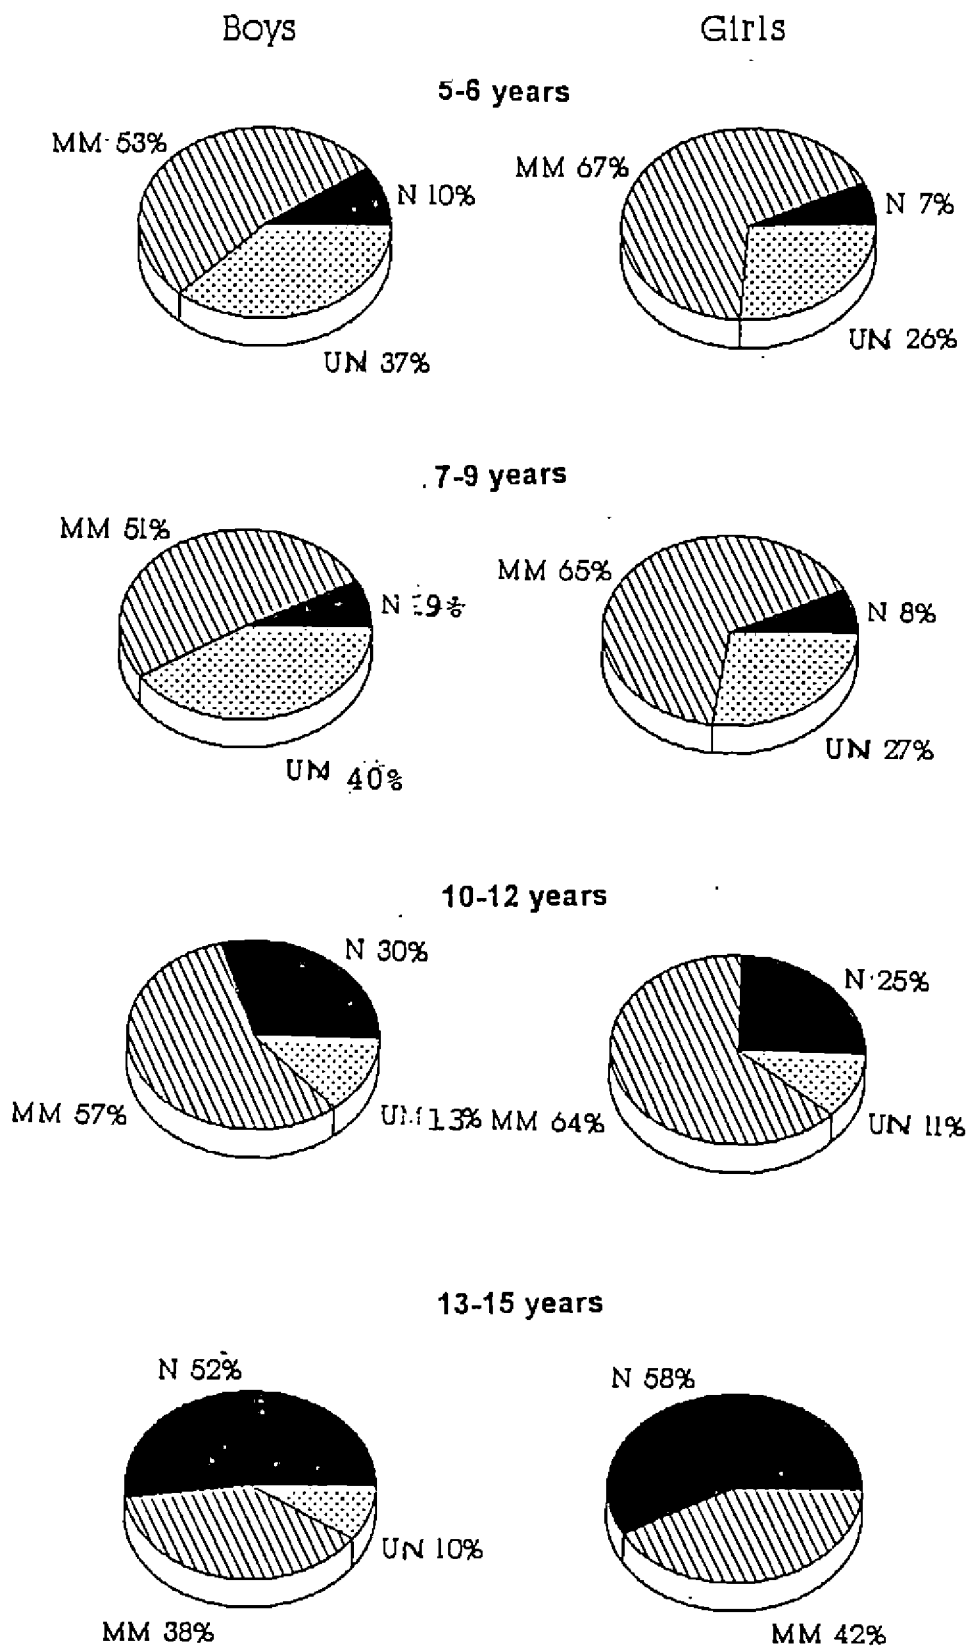 Boys Girls
5-6 years
MM 53%
N 10%
UN 37%
MM 67%
N 7%
UN 26%
7-9 years
MM 51%
N 9%
UN 40%
MM 65%
N 8%
UN 27%
10-12 years
N 30%
MM 57%
13%
N 25%
MM 64%
UN 11%
13-15 years
N 52%
UN 10%
MM 38%
N 58%
MM 42%